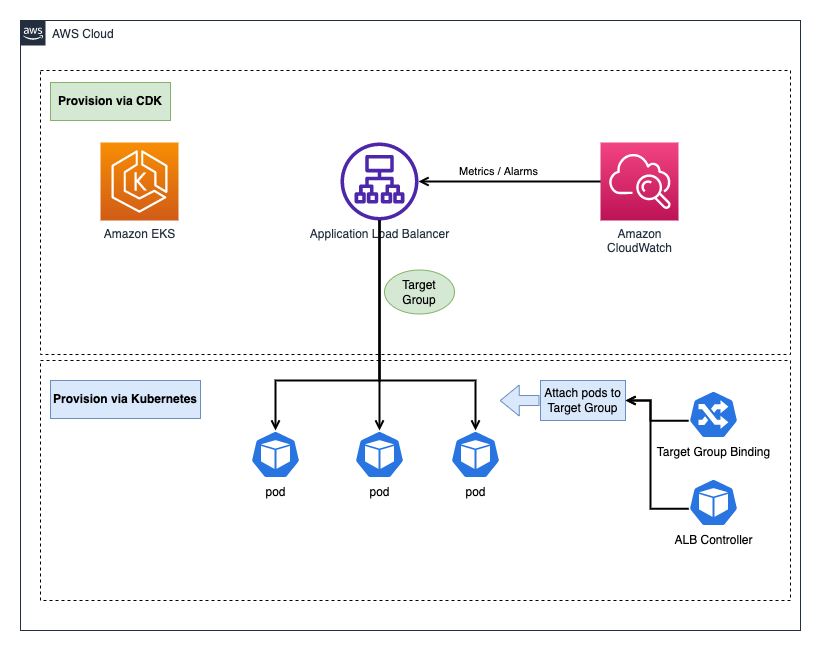 aws
AWS Cloud
Provision via CDK
Metrics / Alarms
Amazon EKS
Application Load Balancer
Amazon
CloudWatch
Target
Group
Provision via Kubernetes
Attach pods to
Target Group
Target Group Binding
pod
pod
pod
ALB Controller